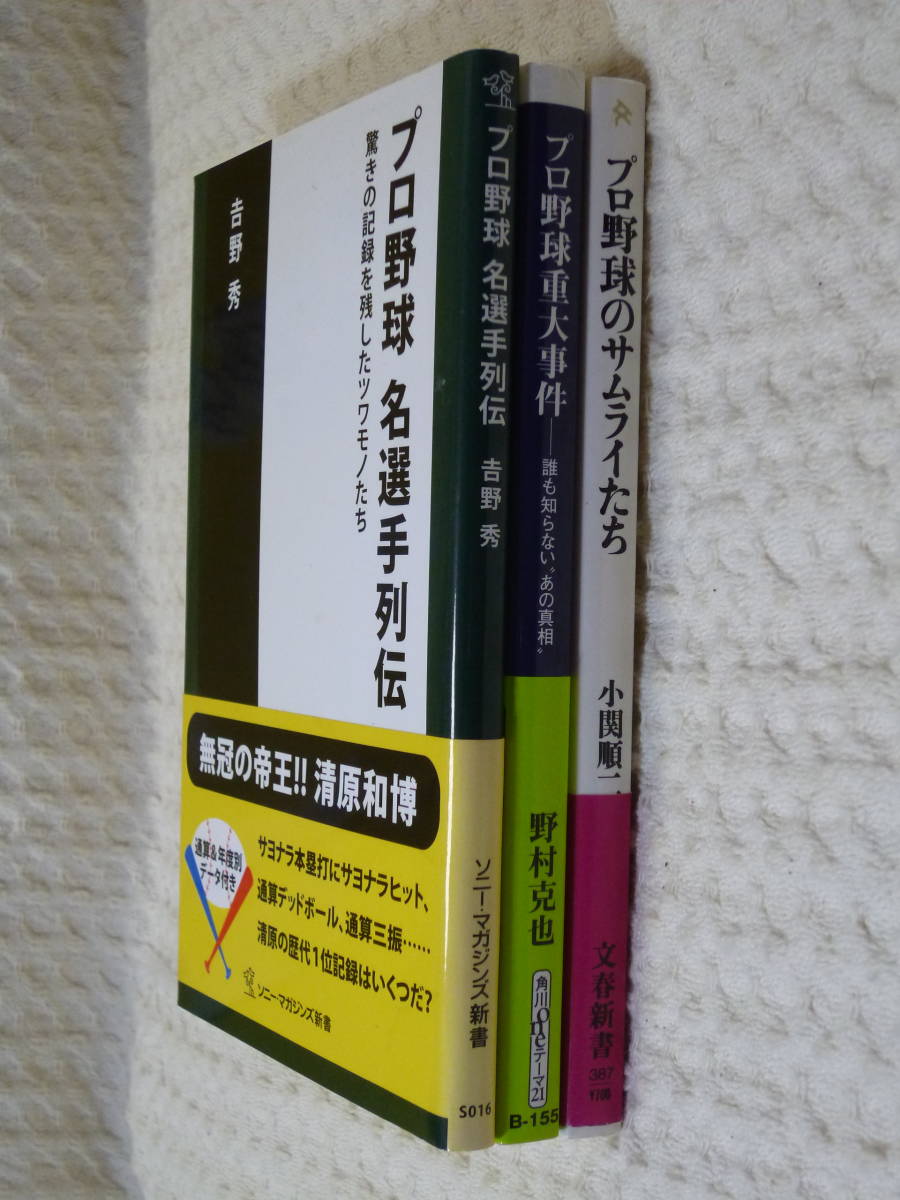 プロ野球 名選手列伝
驚きの記録を残したツワモノたち
吉野 秀
無冠の帝王!! 清原和博
通算&年度別
データ付き
サヨナラ本塁打にサヨナラヒット、
通算デッドボール、通算三振……
清原の歴代1位記録はいくつだ?
ソニー・マガジンズ新書
プロ野球 名選手列伝 吉野 秀
ソニー・マガジンズ新書
S016
プロ野球重大事件――誰も知らない〝あの真相〟
野村克也
角川oneテーマ21
B-155
プロ野球のサムライたち
小関順二
文春新書
387